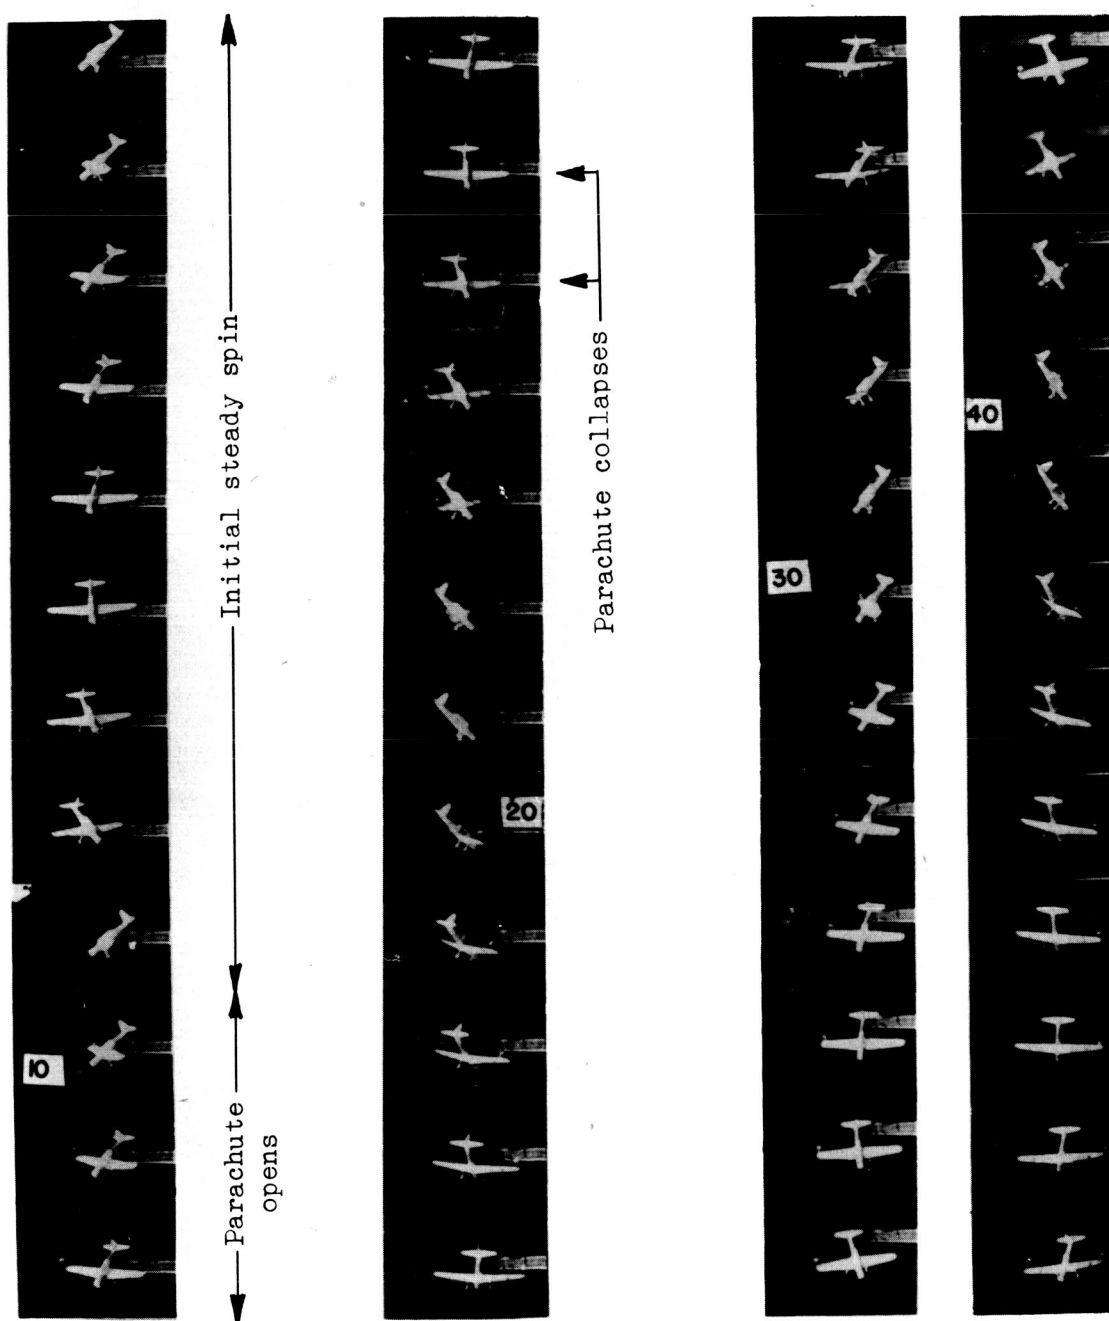 Initial steady spin
10
Parachute
opens
20
Parachute collapses
30
40